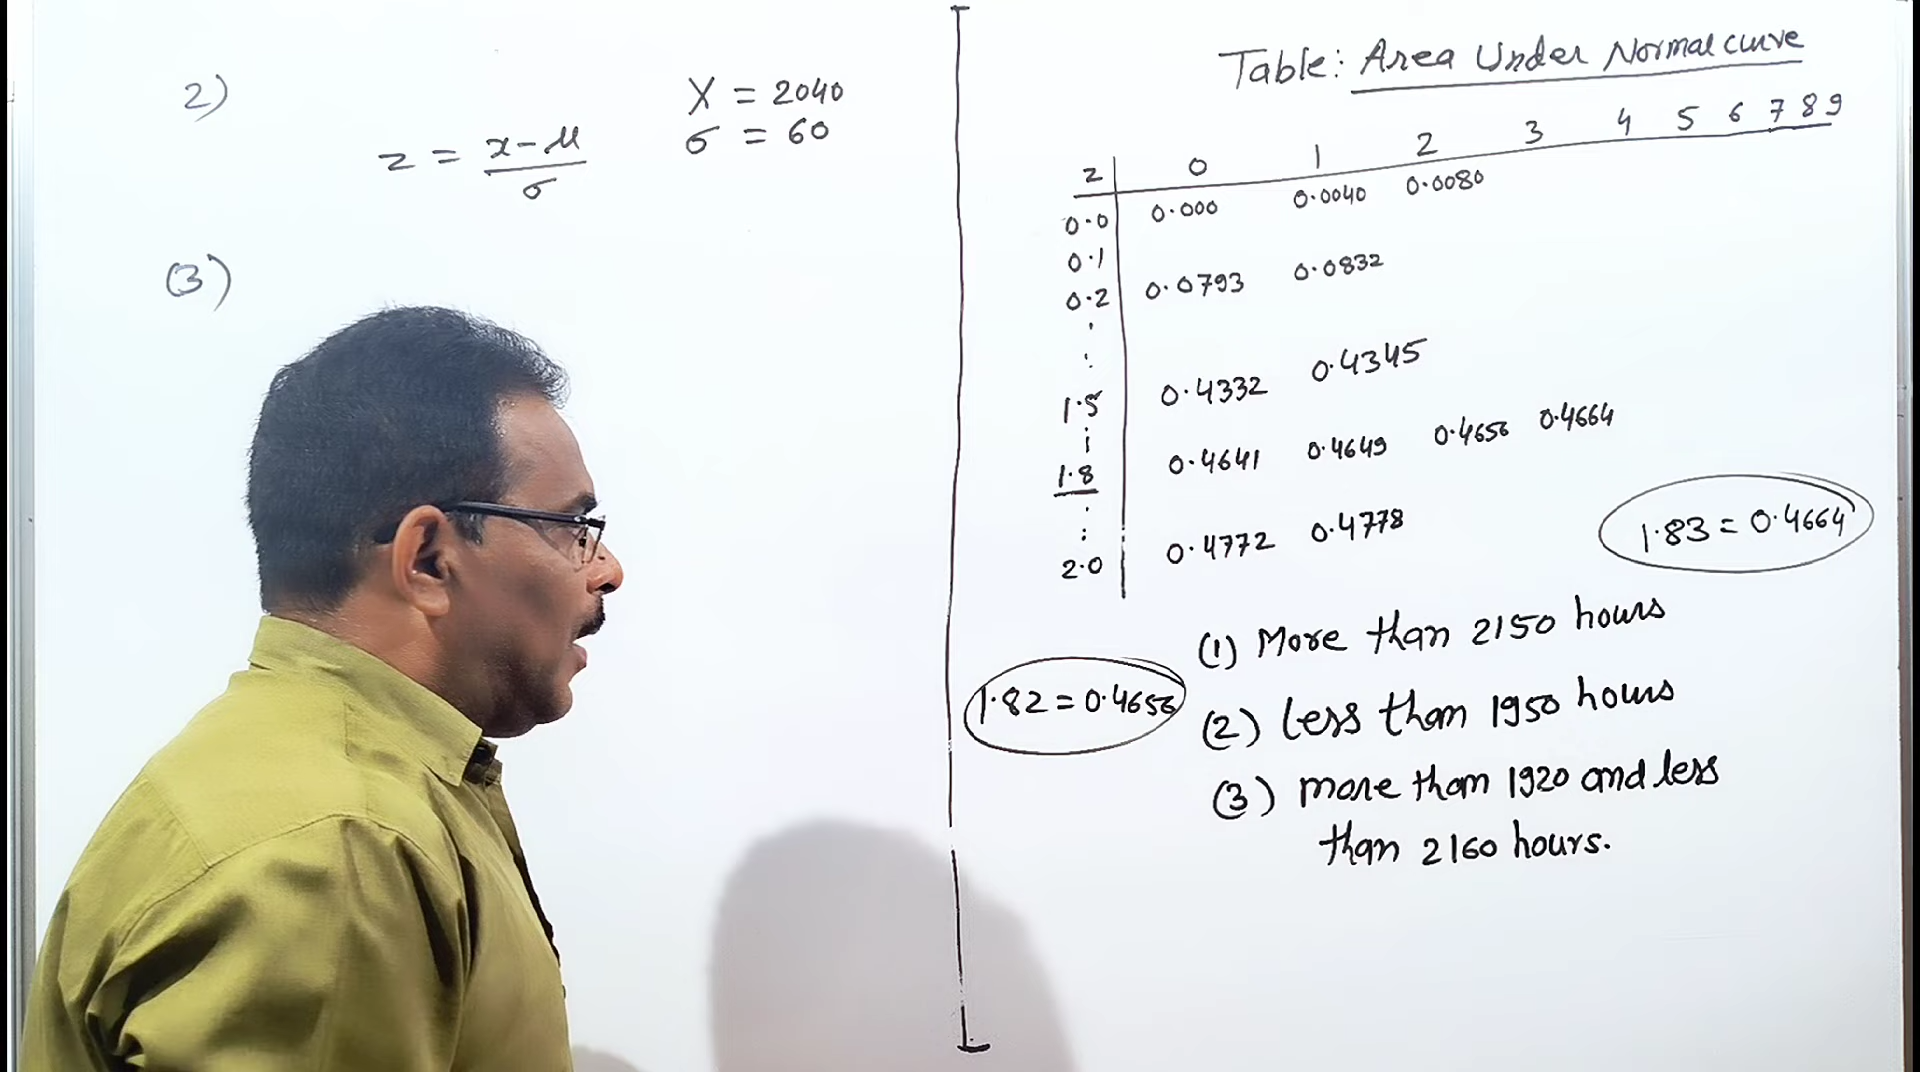 2)
X = 2040
σ = 60
z = x-μ / σ
(3)
Table: Area Under Normal curve
z 0 1 2 3 4 5 6 7 8 9
0.0 0.000 0.0040 0.0080
0.1
0.2 0.0793 0.0832
1.5 0.4332 0.4345
1.8 0.4641 0.4649 0.4656 0.4664
2.0 0.4772 0.4778
1.83 = 0.4664
1.82 = 0.4656
(1) More than 2150 hours
(2) Less than 1950 hours
(3) more than 1920 and less
than 2160 hours.